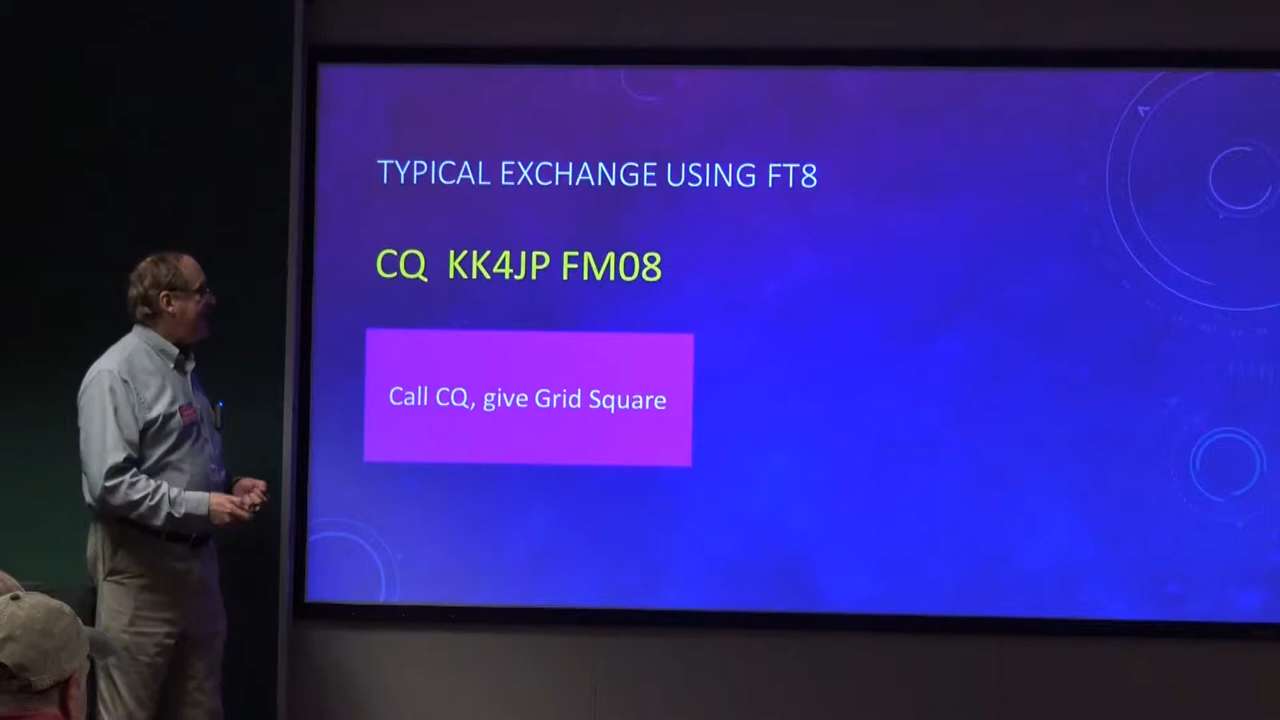 TYPICAL EXCHANGE USING FT8
CQ KK4JP FM08
Call CQ, give Grid Square